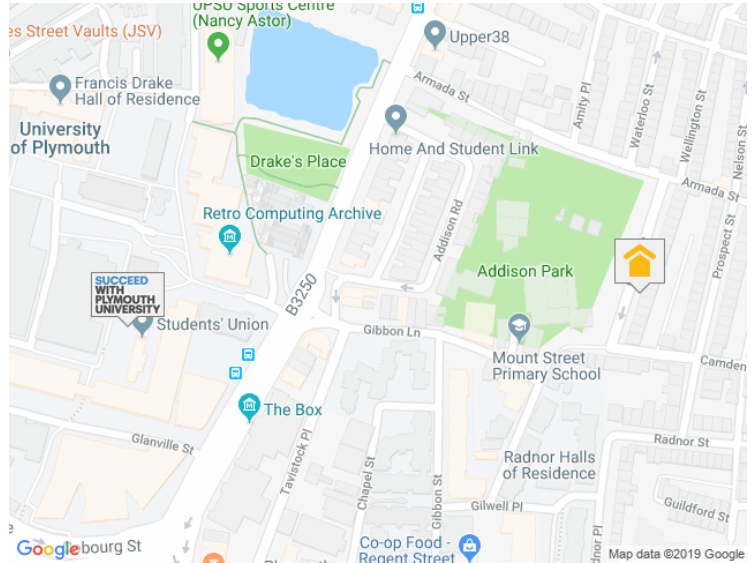 UPSU Sports Centre
(Nancy Astor)
es Street Vaults (JSV)
Upper38
Francis Drake
Hall of Residence
Armada St
Amity Pl
Waterloo St
Wellington St
Nelson St
University
of Plymouth
Home And Student Link
Drake's Place
Armada St
Retro Computing Archive
Addison Rd
Prospect St
Addison Park
SUCCEED
WITH
PLYMOUTH
UNIVERSITY
B3250
Students' Union
Gibbon Ln
Mount Street
Primary School
Camden
The Box
Glanville St
Tavistock Pl
Chapel St
Gibbon St
Radnor St
Radnor Halls
of Residence
Gilwell Pl
Guildford St
dnor Pl
Co-op Food -
Regent Street
Google
bourg St
Map data ©2019 Google